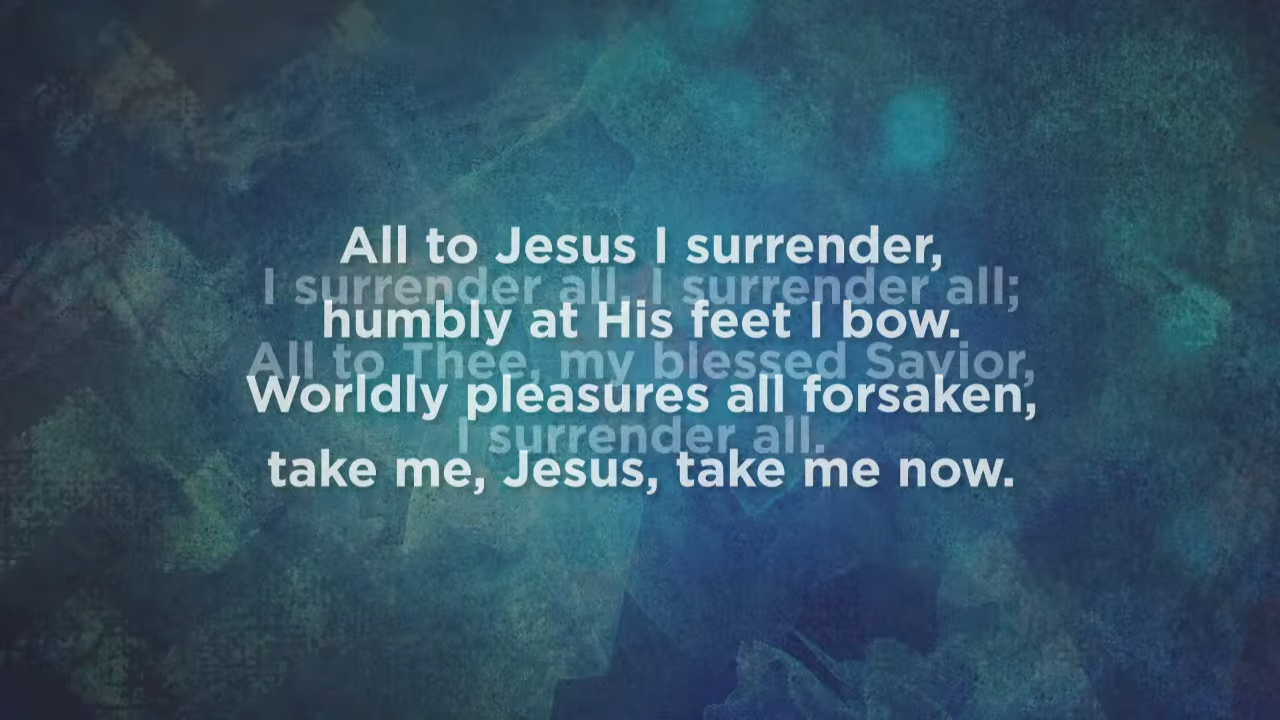 All to Jesus I surrender,
I surrender all, I surrender all;
humbly at His feet I bow.
All to Thee, my blessed Savior,
Worldly pleasures all forsaken,
I surrender all.
take me, Jesus, take me now.